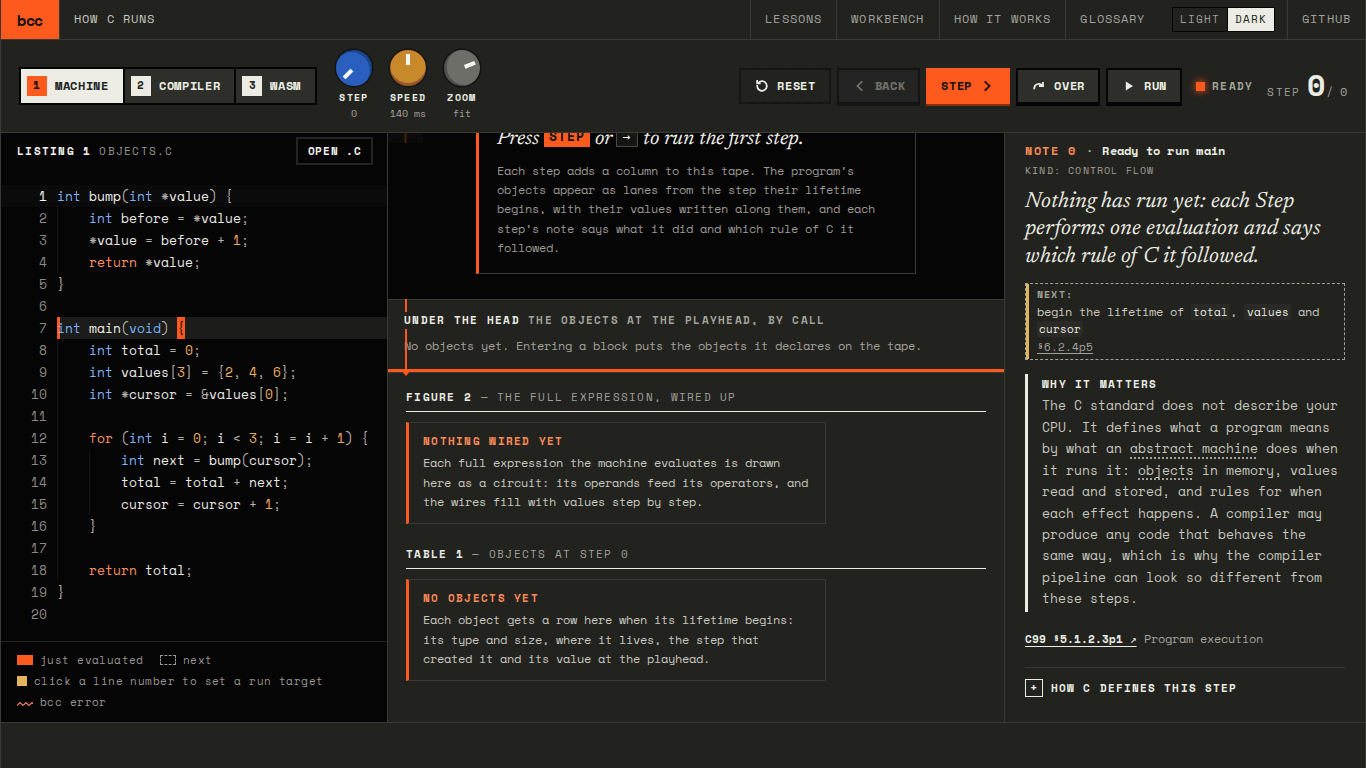 bcc HOW C RUNS LESSONS WORKBENCH HOW IT WORKS GLOSSARY LIGHT DARK GITHUB
1 MACHINE 2 COMPILER 3 WASM
STEP SPEED ZOOM
0 140 ms fit
RESET BACK STEP OVER RUN READY STEP 0 / 0
LISTING 1 OBJECTS.C OPEN .C
1 int bump(int *value) {
2 int before = *value;
3 *value = before + 1;
4 return *value;
5 }
6
7 int main(void) {
8 int total = 0;
9 int values[3] = {2, 4, 6};
10 int *cursor = &values[0];
11
12 for (int i = 0; i < 3; i = i + 1) {
13 int next = bump(cursor);
14 total = total + next;
15 cursor = cursor + 1;
16 }
17
18 return total;
19 }
20
just evaluated next
click a line number to set a run target
bcc error
Press STEP or → to run the first step.
Each step adds a column to this tape. The program's
objects appear as lanes from the step their lifetime
begins, with their values written along them, and each
step's note says what it did and which rule of C it
followed.
UNDER THE HEAD THE OBJECTS AT THE PLAYHEAD, BY CALL
No objects yet. Entering a block puts the objects it declares on the tape.
FIGURE 2 — THE FULL EXPRESSION, WIRED UP
NOTHING WIRED YET
Each full expression the machine evaluates is drawn
here as a circuit: its operands feed its operators, and
the wires fill with values step by step.
TABLE 1 — OBJECTS AT STEP 0
NO OBJECTS YET
Each object gets a row here when its lifetime begins:
its type and size, where it lives, the step that
created it and its value at the playhead.
NOTE 0 · Ready to run main
KIND: CONTROL FLOW
Nothing has run yet: each Step
performs one evaluation and says
which rule of C it followed.
NEXT:
begin the lifetime of total, values and
cursor
§6.2.4p5
WHY IT MATTERS
The C standard does not describe your
CPU. It defines what a program means
by what an abstract machine does when
it runs it: objects in memory, values
read and stored, and rules for when
each effect happens. A compiler may
produce any code that behaves the
same way, which is why the compiler
pipeline can look so different from
these steps.
C99 §5.1.2.3p1 ↗ Program execution
+ HOW C DEFINES THIS STEP